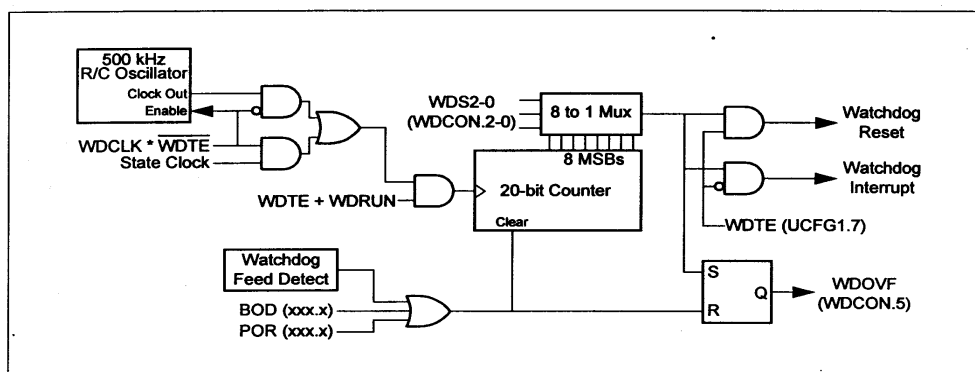 500 kHz
R/C Oscillator
Clock Out
Enable
WDCLK * WDTE
State Clock
WDTE + WDRUN
WDS2-0
(WDCON.2-0)
8 to 1 Mux
8 MSBs
20-bit Counter
Clear
Watchdog
Reset
Watchdog
Interrupt
WDTE (UCFG1.7)
Watchdog
Feed Detect
BOD (xxx.x)
POR (xxx.x)
S
Q
R
WDOVF
(WDCON.5)